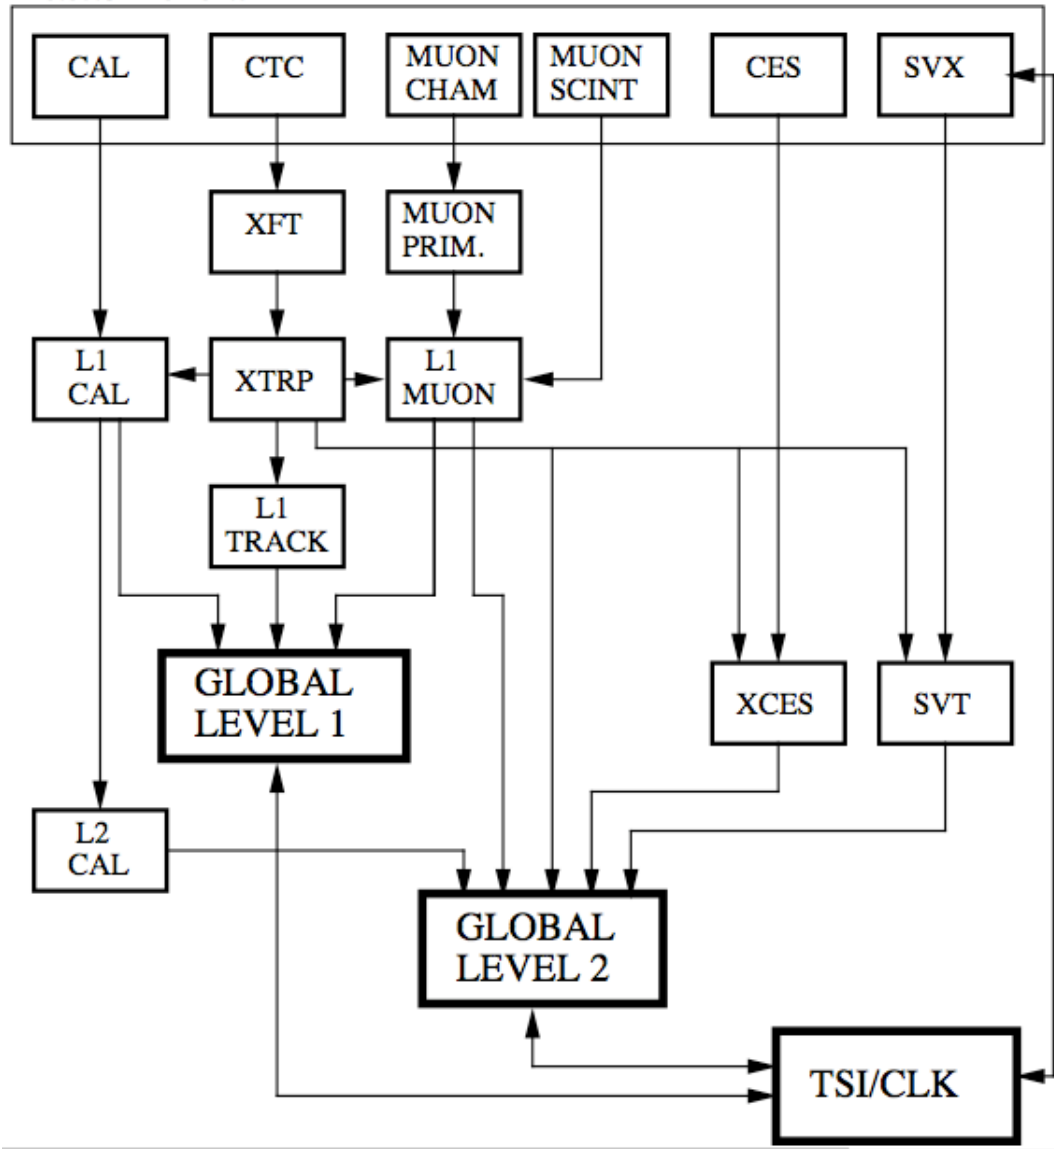 CAL
CTC
MUON
CHAM
MUON
SCINT
CES
SVX
XFT
MUON
PRIM.
L1
CAL
XTRP
L1
MUON
L1
TRACK
GLOBAL
LEVEL 1
XCES
SVT
L2
CAL
GLOBAL
LEVEL 2
TSI/CLK